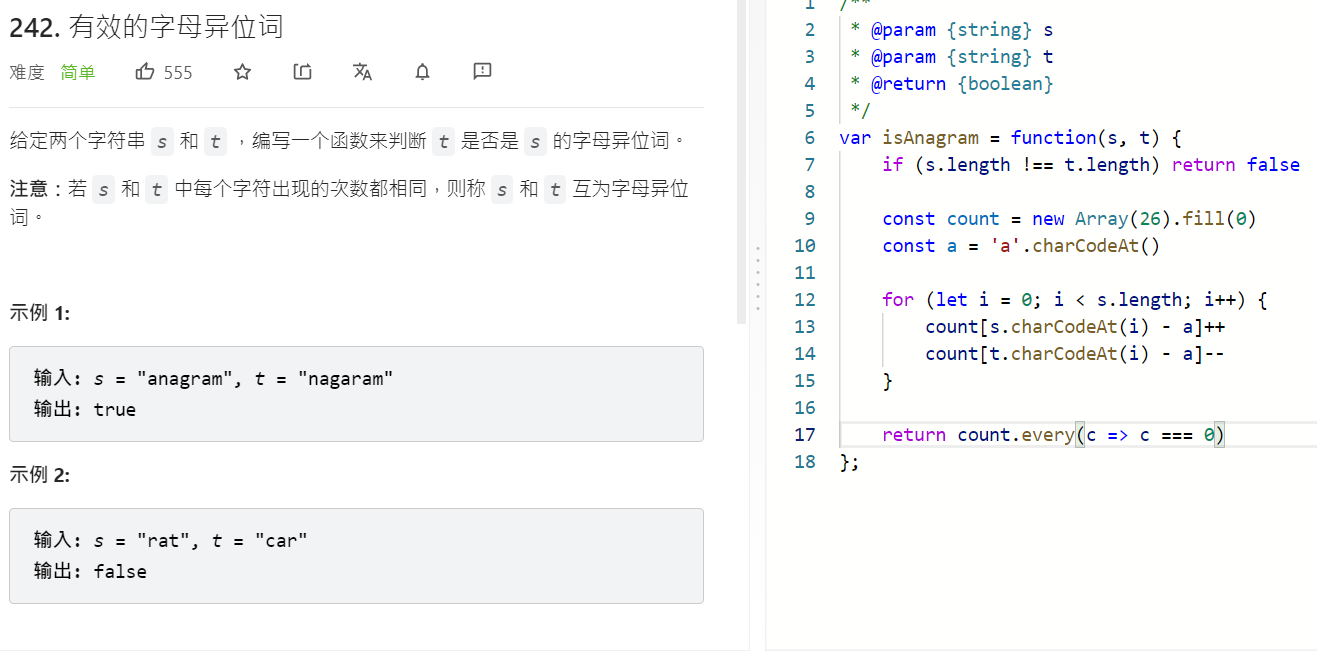 242. 有效的字母异位词
难度 简单 555
给定两个字符串 s 和 t ，编写一个函数来判断 t 是否是 s 的字母异位词。
注意：若 s 和 t 中每个字符出现的次数都相同，则称 s 和 t 互为字母异位
词。
示例 1:
输入: s = "anagram", t = "nagaram"
输出: true
示例 2:
输入: s = "rat", t = "car"
输出: false
1 /**
2 * @param {string} s
3 * @param {string} t
4 * @return {boolean}
5 */
6 var isAnagram = function(s, t) {
7 if (s.length !== t.length) return false
8
9 const count = new Array(26).fill(0)
10 const a = 'a'.charCodeAt()
11
12 for (let i = 0; i < s.length; i++) {
13 count[s.charCodeAt(i) - a]++
14 count[t.charCodeAt(i) - a]--
15 }
16
17 return count.every(c => c === 0)
18 };